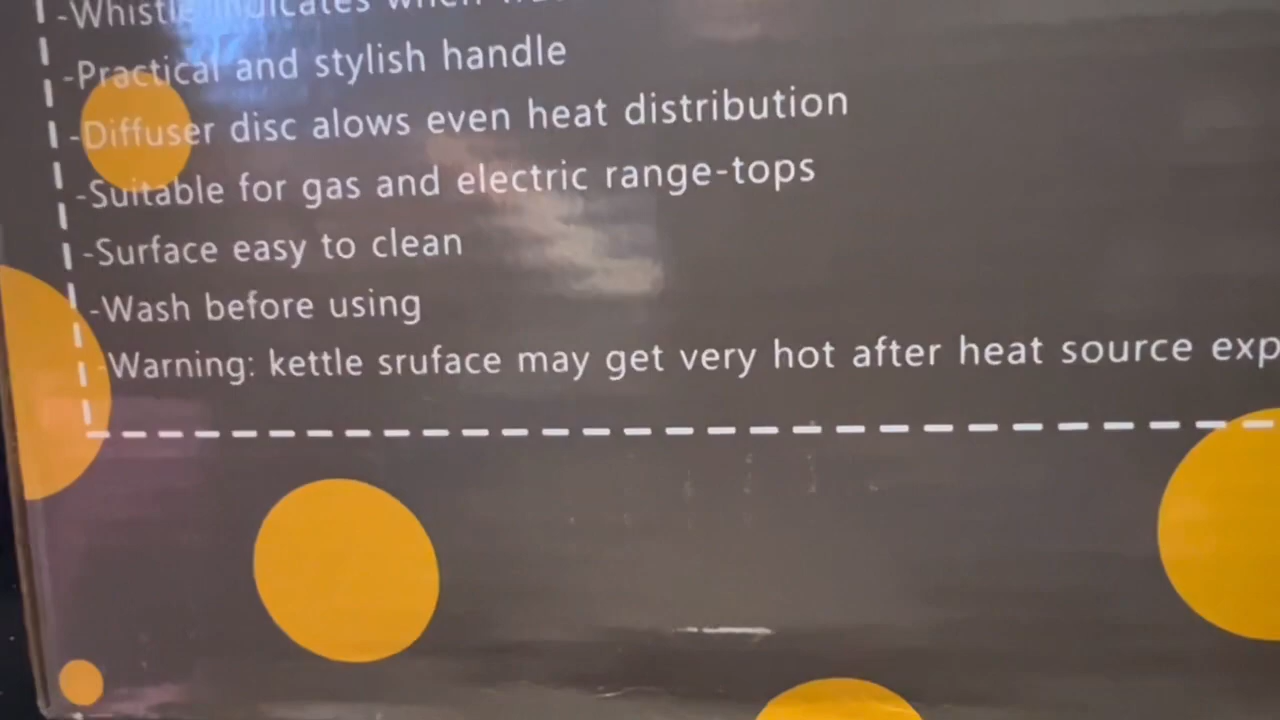 -Whistle indicates when
-Practical and stylish handle
-Diffuser disc alows even heat distribution
-Suitable for gas and electric range-tops
-Surface easy to clean
-Wash before using
-Warning: kettle sruface may get very hot after heat source exp